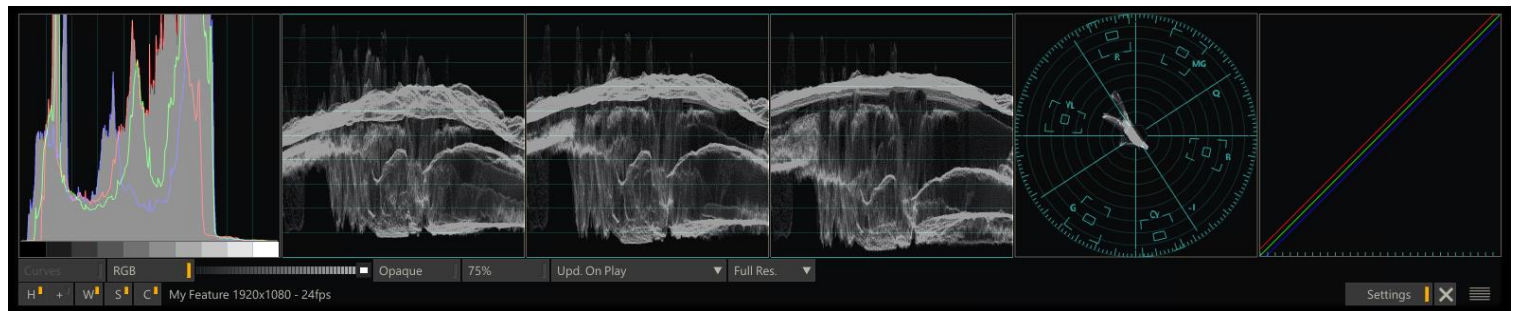 R
MG
Q
YL
R
G
CY
-I
Curves RGB Opaque 75% Upd. On Play Full Res.
H + W S C My Feature 1920x1080 - 24fps Settings